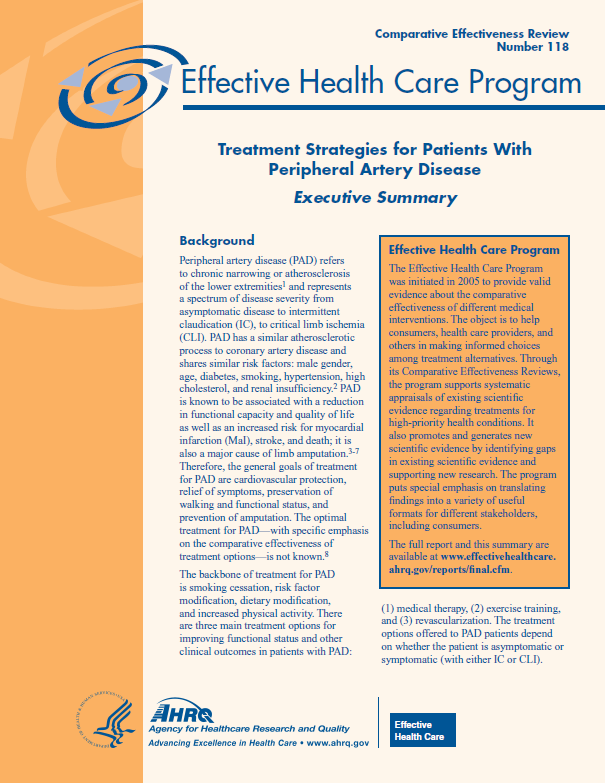 Comparative Effectiveness Review
Number 118
Effective Health Care Program
Treatment Strategies for Patients With
Peripheral Artery Disease
Executive Summary
Background
Peripheral artery disease (PAD) refers
to chronic narrowing or atherosclerosis
of the lower extremities1 and represents
a spectrum of disease severity from
asymptomatic disease to intermittent
claudication (IC), to critical limb ischemia
(CLI). PAD has a similar atherosclerotic
process to coronary artery disease and
shares similar risk factors: male gender,
age, diabetes, smoking, hypertension, high
cholesterol, and renal insufficiency.2 PAD
is known to be associated with a reduction
in functional capacity and quality of life
as well as an increased risk for myocardial
infarction (MaI), stroke, and death; it is
also a major cause of limb amputation.3-7
Therefore, the general goals of treatment
for PAD are cardiovascular protection,
relief of symptoms, preservation of
walking and functional status, and
prevention of amputation. The optimal
treatment for PAD—with specific emphasis
on the comparative effectiveness of
treatment options—is not known.8
The backbone of treatment for PAD
is smoking cessation, risk factor
modification, dietary modification,
and increased physical activity. There
are three main treatment options for
improving functional status and other
clinical outcomes in patients with PAD:
Effective Health Care Program
The Effective Health Care Program
was initiated in 2005 to provide valid
evidence about the comparative
effectiveness of different medical
interventions. The object is to help
consumers, health care providers, and
others in making informed choices
among treatment alternatives. Through
its Comparative Effectiveness Reviews,
the program supports systematic
appraisals of existing scientific
evidence regarding treatments for
high-priority health conditions. It
also promotes and generates new
scientific evidence by identifying gaps
in existing scientific evidence and
supporting new research. The program
puts special emphasis on translating
findings into a variety of useful
formats for different stakeholders,
including consumers.
The full report and this summary are
available at www.effectivehealthcare.
ahrq.gov/reports/final.cfm.
(1) medical therapy, (2) exercise training,
and (3) revascularization. The treatment
options offered to PAD patients depend
on whether the patient is asymptomatic or
symptomatic (with either IC or CLI).
AHRQ
Agency for Healthcare Research and Quality
Advancing Excellence in Health Care • www.ahrq.gov
Effective
Health Care